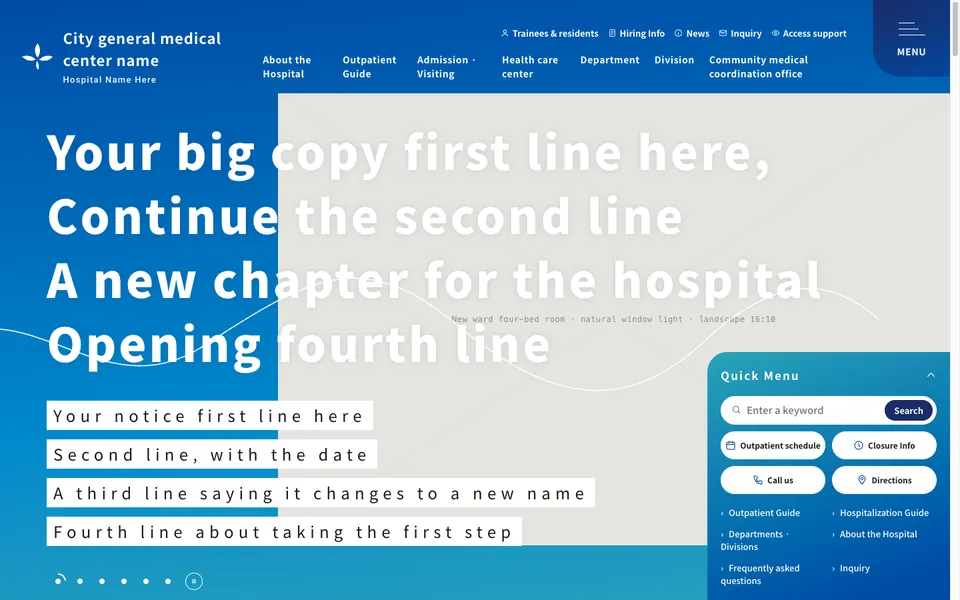 City general medical
center name
Hospital Name Here
Trainees & residents
Hiring Info
News
Inquiry
Access support
MENU
About the
Hospital
Outpatient
Guide
Admission ·
Visiting
Health care
center
Department
Division
Community medical
coordination office
Your big copy first line here,
Continue the second line
A new chapter for the hospital
Opening fourth line
New ward four-bed room · natural window light · landscape 16:10
Your notice first line here
Second line, with the date
A third line saying it changes to a new name
Fourth line about taking the first step
Quick Menu
Enter a keyword
Search
Outpatient schedule
Closure Info
Call us
Directions
› Outpatient Guide
› Hospitalization Guide
› Departments ·
Divisions
› About the Hospital
› Frequently asked
questions
› Inquiry